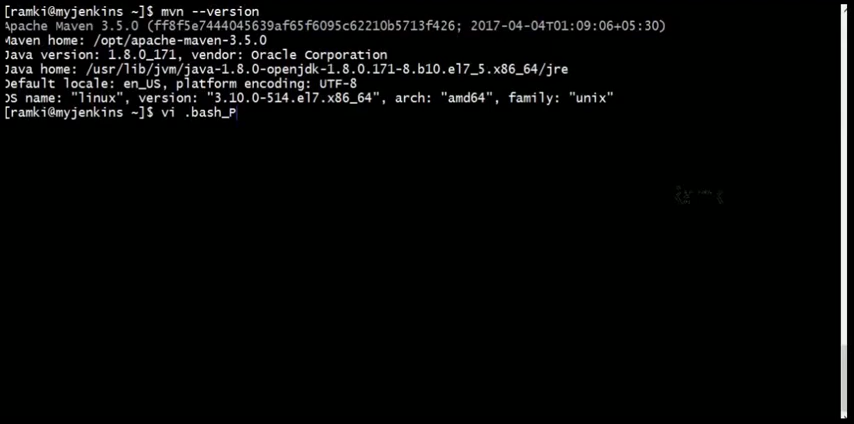 [ramki@myjenkins ~]$ mvn --version
Apache Maven 3.5.0 (ff8f5e7444045639af65f6095c62210b5713f426; 2017-04-04T01:09:06+05:30)
Maven home: /opt/apache-maven-3.5.0
Java version: 1.8.0_171, vendor: Oracle Corporation
Java home: /usr/lib/jvm/java-1.8.0-openjdk-1.8.0.171-8.b10.el7_5.x86_64/jre
Default locale: en_US, platform encoding: UTF-8
OS name: "linux", version: "3.10.0-514.el7.x86_64", arch: "amd64", family: "unix"
[ramki@myjenkins ~]$ vi .bash_P